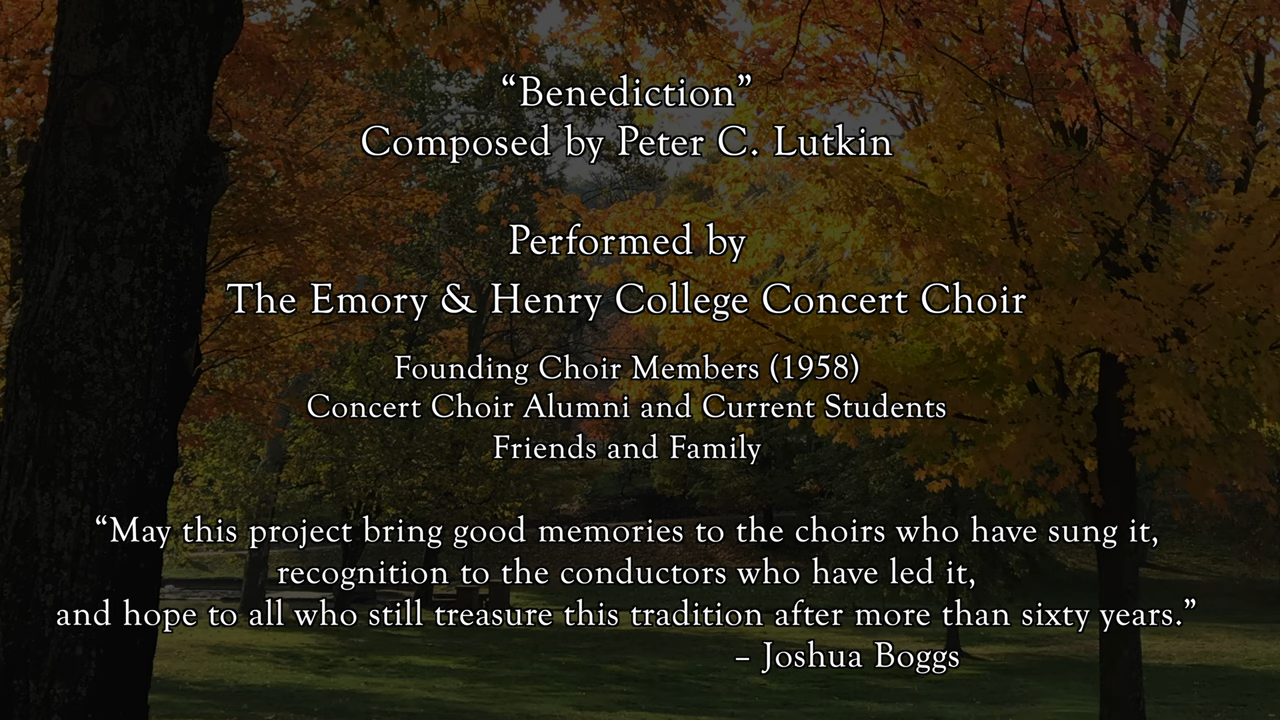 “Benediction”
Composed by Peter C. Lutkin
Performed by
The Emory & Henry College Concert Choir
Founding Choir Members (1958)
Concert Choir Alumni and Current Students
Friends and Family
“May this project bring good memories to the choirs who have sung it,
recognition to the conductors who have led it,
and hope to all who still treasure this tradition after more than sixty years.”
– Joshua Boggs